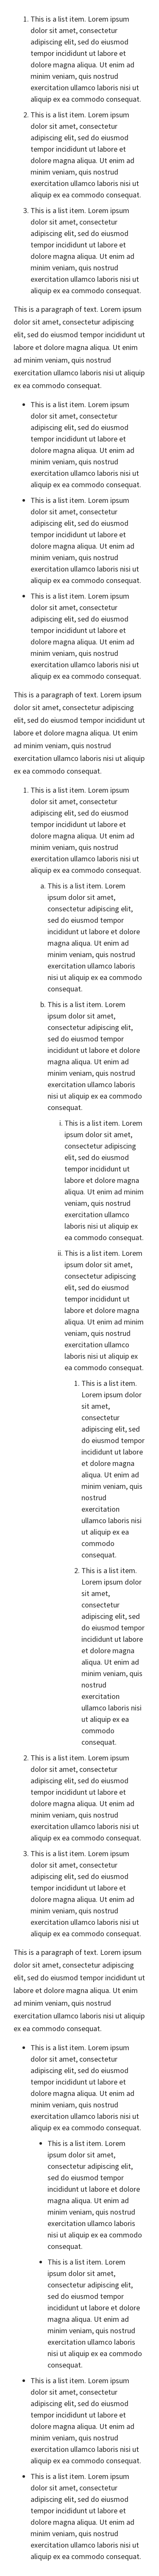 1. This is a list item. Lorem ipsum
dolor sit amet, consectetur
adipiscing elit, sed do eiusmod
tempor incididunt ut labore et
dolore magna aliqua. Ut enim ad
minim veniam, quis nostrud
exercitation ullamco laboris nisi ut
aliquip ex ea commodo consequat.
2. This is a list item. Lorem ipsum
dolor sit amet, consectetur
adipiscing elit, sed do eiusmod
tempor incididunt ut labore et
dolore magna aliqua. Ut enim ad
minim veniam, quis nostrud
exercitation ullamco laboris nisi ut
aliquip ex ea commodo consequat.
3. This is a list item. Lorem ipsum
dolor sit amet, consectetur
adipiscing elit, sed do eiusmod
tempor incididunt ut labore et
dolore magna aliqua. Ut enim ad
minim veniam, quis nostrud
exercitation ullamco laboris nisi ut
aliquip ex ea commodo consequat.
This is a paragraph of text. Lorem ipsum
dolor sit amet, consectetur adipiscing
elit, sed do eiusmod tempor incididunt ut
labore et dolore magna aliqua. Ut enim
ad minim veniam, quis nostrud
exercitation ullamco laboris nisi ut aliquip
ex ea commodo consequat.
• This is a list item. Lorem ipsum
dolor sit amet, consectetur
adipiscing elit, sed do eiusmod
tempor incididunt ut labore et
dolore magna aliqua. Ut enim ad
minim veniam, quis nostrud
exercitation ullamco laboris nisi ut
aliquip ex ea commodo consequat.
• This is a list item. Lorem ipsum
dolor sit amet, consectetur
adipiscing elit, sed do eiusmod
tempor incididunt ut labore et
dolore magna aliqua. Ut enim ad
minim veniam, quis nostrud
exercitation ullamco laboris nisi ut
aliquip ex ea commodo consequat.
• This is a list item. Lorem ipsum
dolor sit amet, consectetur
adipiscing elit, sed do eiusmod
tempor incididunt ut labore et
dolore magna aliqua. Ut enim ad
minim veniam, quis nostrud
exercitation ullamco laboris nisi ut
aliquip ex ea commodo consequat.
This is a paragraph of text. Lorem ipsum
dolor sit amet, consectetur adipiscing
elit, sed do eiusmod tempor incididunt ut
labore et dolore magna aliqua. Ut enim
ad minim veniam, quis nostrud
exercitation ullamco laboris nisi ut aliquip
ex ea commodo consequat.
1. This is a list item. Lorem ipsum
dolor sit amet, consectetur
adipiscing elit, sed do eiusmod
tempor incididunt ut labore et
dolore magna aliqua. Ut enim ad
minim veniam, quis nostrud
exercitation ullamco laboris nisi ut
aliquip ex ea commodo consequat.
a. This is a list item. Lorem
ipsum dolor sit amet,
consectetur adipiscing elit,
sed do eiusmod tempor
incididunt ut labore et dolore
magna aliqua. Ut enim ad
minim veniam, quis nostrud
exercitation ullamco laboris
nisi ut aliquip ex ea commodo
consequat.
b. This is a list item. Lorem
ipsum dolor sit amet,
consectetur adipiscing elit,
sed do eiusmod tempor
incididunt ut labore et dolore
magna aliqua. Ut enim ad
minim veniam, quis nostrud
exercitation ullamco laboris
nisi ut aliquip ex ea commodo
consequat.
i. This is a list item. Lorem
ipsum dolor sit amet,
consectetur adipiscing
elit, sed do eiusmod
tempor incididunt ut
labore et dolore magna
aliqua. Ut enim ad minim
veniam, quis nostrud
exercitation ullamco
laboris nisi ut aliquip ex
ea commodo consequat.
ii. This is a list item. Lorem
ipsum dolor sit amet,
consectetur adipiscing
elit, sed do eiusmod
tempor incididunt ut
labore et dolore magna
aliqua. Ut enim ad minim
veniam, quis nostrud
exercitation ullamco
laboris nisi ut aliquip ex
ea commodo consequat.
1. This is a list item.
Lorem ipsum dolor
sit amet,
consectetur
adipiscing elit, sed
do eiusmod tempor
incididunt ut labore
et dolore magna
aliqua. Ut enim ad
minim veniam, quis
nostrud
exercitation
ullamco laboris nisi
ut aliquip ex ea
commodo
consequat.
2. This is a list item.
Lorem ipsum dolor
sit amet,
consectetur
adipiscing elit, sed
do eiusmod tempor
incididunt ut labore
et dolore magna
aliqua. Ut enim ad
minim veniam, quis
nostrud
exercitation
ullamco laboris nisi
ut aliquip ex ea
commodo
consequat.
2. This is a list item. Lorem ipsum
dolor sit amet, consectetur
adipiscing elit, sed do eiusmod
tempor incididunt ut labore et
dolore magna aliqua. Ut enim ad
minim veniam, quis nostrud
exercitation ullamco laboris nisi ut
aliquip ex ea commodo consequat.
3. This is a list item. Lorem ipsum
dolor sit amet, consectetur
adipiscing elit, sed do eiusmod
tempor incididunt ut labore et
dolore magna aliqua. Ut enim ad
minim veniam, quis nostrud
exercitation ullamco laboris nisi ut
aliquip ex ea commodo consequat.
This is a paragraph of text. Lorem ipsum
dolor sit amet, consectetur adipiscing
elit, sed do eiusmod tempor incididunt ut
labore et dolore magna aliqua. Ut enim
ad minim veniam, quis nostrud
exercitation ullamco laboris nisi ut aliquip
ex ea commodo consequat.
• This is a list item. Lorem ipsum
dolor sit amet, consectetur
adipiscing elit, sed do eiusmod
tempor incididunt ut labore et
dolore magna aliqua. Ut enim ad
minim veniam, quis nostrud
exercitation ullamco laboris nisi ut
aliquip ex ea commodo consequat.
• This is a list item. Lorem
ipsum dolor sit amet,
consectetur adipiscing elit,
sed do eiusmod tempor
incididunt ut labore et dolore
magna aliqua. Ut enim ad
minim veniam, quis nostrud
exercitation ullamco laboris
nisi ut aliquip ex ea commodo
consequat.
• This is a list item. Lorem
ipsum dolor sit amet,
consectetur adipiscing elit,
sed do eiusmod tempor
incididunt ut labore et dolore
magna aliqua. Ut enim ad
minim veniam, quis nostrud
exercitation ullamco laboris
nisi ut aliquip ex ea commodo
consequat.
• This is a list item. Lorem ipsum
dolor sit amet, consectetur
adipiscing elit, sed do eiusmod
tempor incididunt ut labore et
dolore magna aliqua. Ut enim ad
minim veniam, quis nostrud
exercitation ullamco laboris nisi ut
aliquip ex ea commodo consequat.
• This is a list item. Lorem ipsum
dolor sit amet, consectetur
adipiscing elit, sed do eiusmod
tempor incididunt ut labore et
dolore magna aliqua. Ut enim ad
minim veniam, quis nostrud
exercitation ullamco laboris nisi ut
aliquip ex ea commodo consequat.